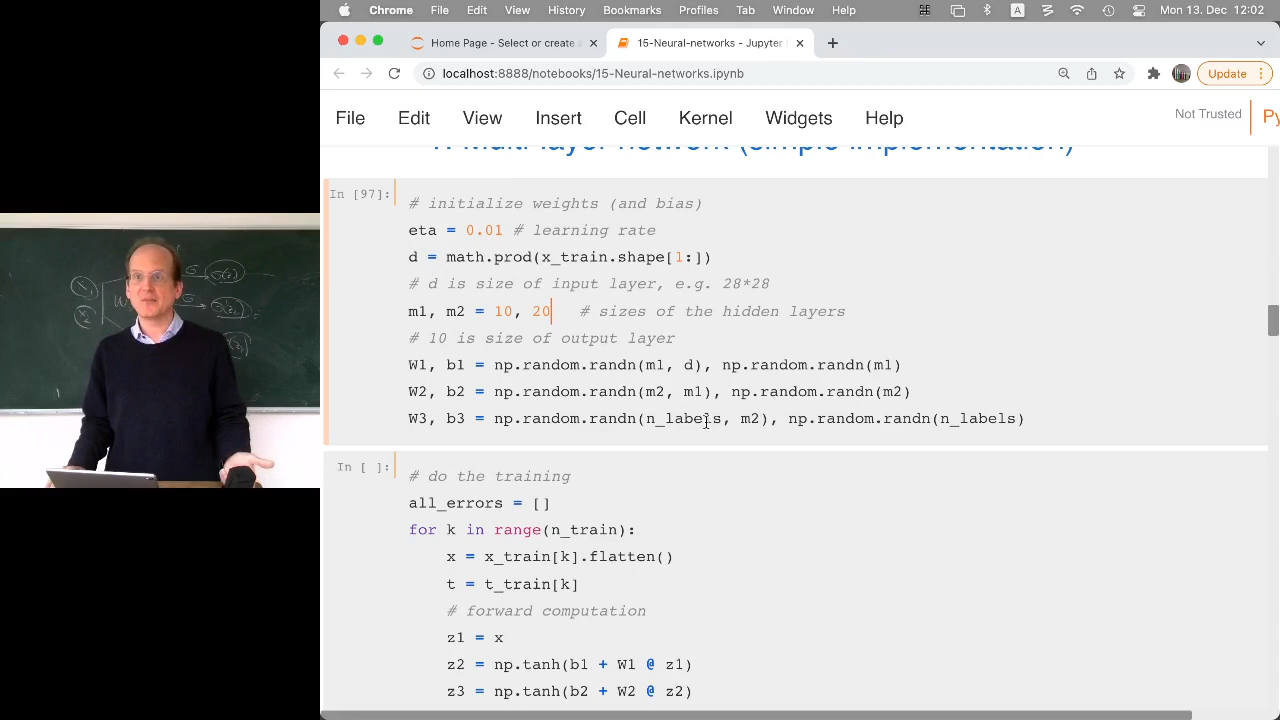 Chrome File Edit View History Bookmarks Profiles Tab Window Help A Mon 13. Dec 12:02
Home Page - Select or create 15-Neural-networks - Jupyter
localhost:8888/notebooks/15-Neural-networks.ipynb Update
File Edit View Insert Cell Kernel Widgets Help Not Trusted Py
Multi layer network (simple implementation)
In [97]:
# initialize weights (and bias)
eta = 0.01 # learning rate
d = math.prod(x_train.shape[1:])
# d is size of input layer, e.g. 28*28
m1, m2 = 10, 20 # sizes of the hidden layers
# 10 is size of output layer
W1, b1 = np.random.randn(m1, d), np.random.randn(m1)
W2, b2 = np.random.randn(m2, m1), np.random.randn(m2)
W3, b3 = np.random.randn(n_labels, m2), np.random.randn(n_labels)
In [ ]:
# do the training
all_errors = []
for k in range(n_train):
x = x_train[k].flatten()
t = t_train[k]
# forward computation
z1 = x
z2 = np.tanh(b1 + W1 @ z1)
z3 = np.tanh(b2 + W2 @ z2)